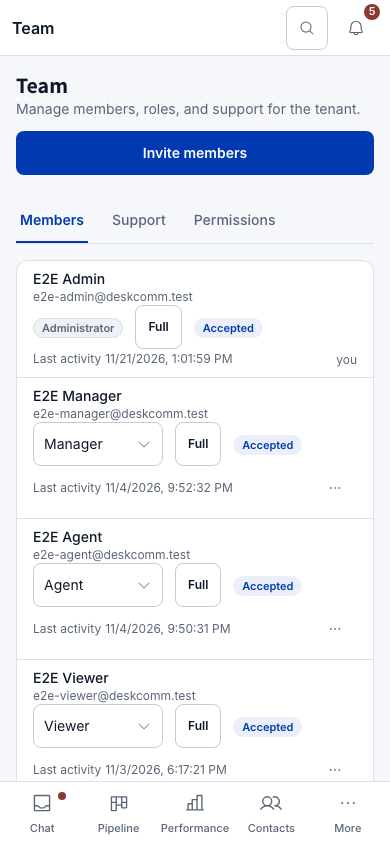 Team
5
Team
Manage members, roles, and support for the tenant.
Invite members
Members Support Permissions
E2E Admin
e2e-admin@deskcomm.test
Administrator Full Accepted
Last activity 11/21/2026, 1:01:59 PM you
E2E Manager
e2e-manager@deskcomm.test
Manager Full Accepted
Last activity 11/4/2026, 9:52:32 PM ...
E2E Agent
e2e-agent@deskcomm.test
Agent Full Accepted
Last activity 11/4/2026, 9:50:31 PM ...
E2E Viewer
e2e-viewer@deskcomm.test
Viewer Full Accepted
Last activity 11/3/2026, 6:17:21 PM ...
Chat Pipeline Performance Contacts More